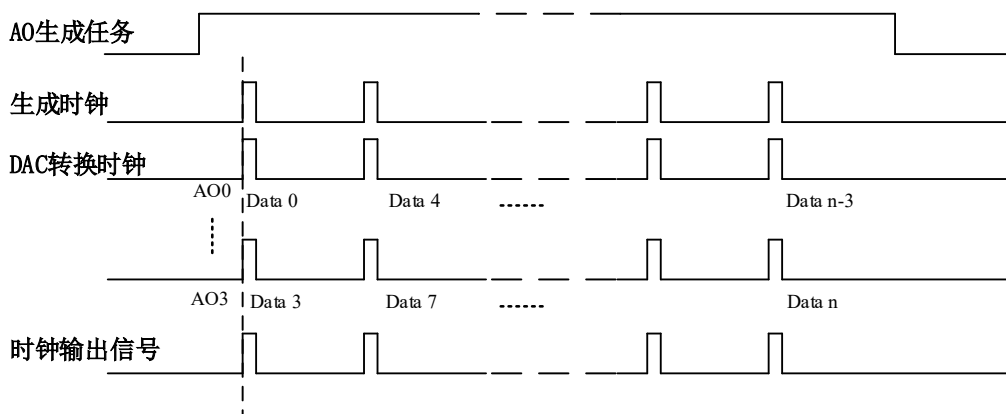 AO生成任务
生成时钟
DAC转换时钟
AO0 Data 0 Data 4 ...... Data n-3
AO3 Data 3 Data 7 ...... Data n
时钟输出信号